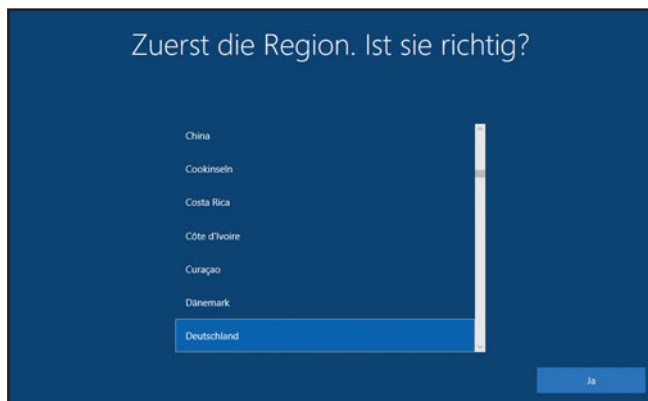 Zuerst die Region. Ist sie richtig?
China
Cookinseln
Costa Rica
Côte d'Ivoire
Curaçao
Dänemark
Deutschland
Ja